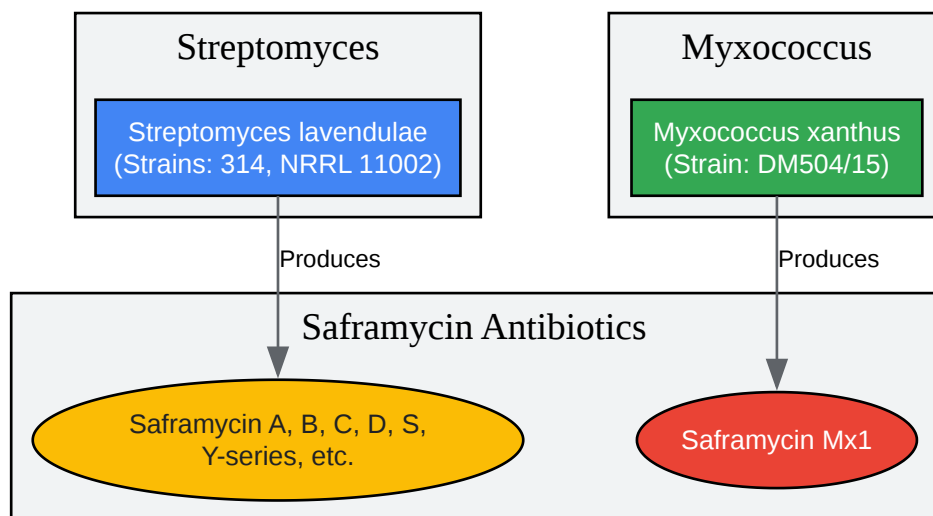 Streptomyces
Myxococcus
Streptomyces lavendulae
(Strains: 314, NRRL 11002)
Myxococcus xanthus
(Strain: DM504/15)
Produces
Produces
Saframycin Antibiotics
Saframycin A, B, C, D, S,
Y-series, etc.
Saframycin Mx1